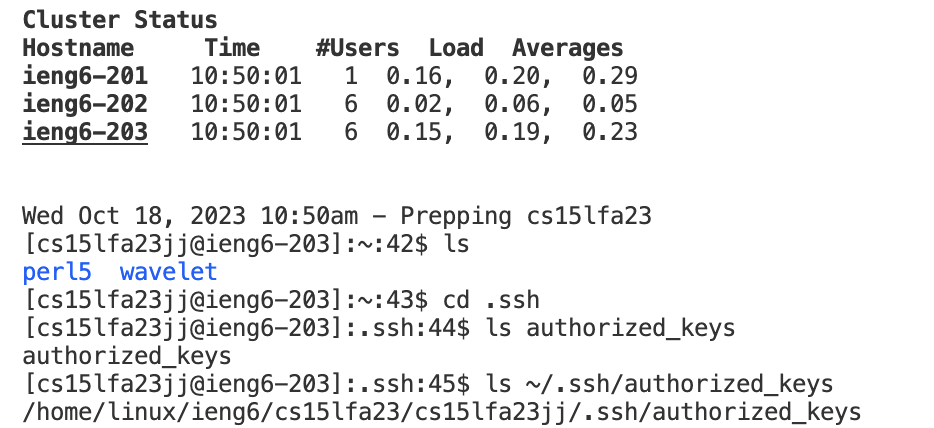 Cluster Status
Hostname     Time    #Users  Load  Averages
ieng6-201   10:50:01   1  0.16,  0.20,  0.29
ieng6-202   10:50:01   6  0.02,  0.06,  0.05
ieng6-203   10:50:01   6  0.15,  0.19,  0.23
Wed Oct 18, 2023 10:50am - Prepping cs15lfa23
[cs15lfa23jj@ieng6-203]:~:42$ ls
perl5  wavelet
[cs15lfa23jj@ieng6-203]:~:43$ cd .ssh
[cs15lfa23jj@ieng6-203]:.ssh:44$ ls authorized_keys
authorized_keys
[cs15lfa23jj@ieng6-203]:.ssh:45$ ls ~/.ssh/authorized_keys
/home/linux/ieng6/cs15lfa23/cs15lfa23jj/.ssh/authorized_keys